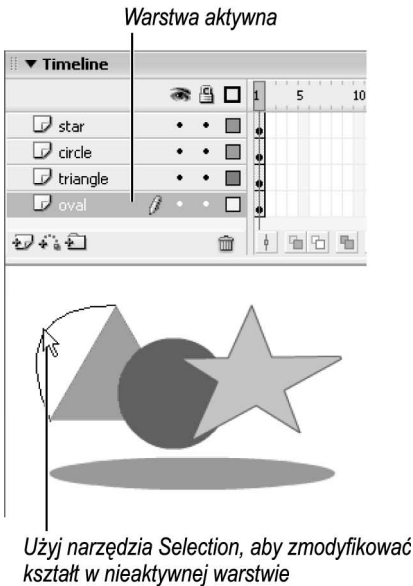 Warstwa aktywna
Timeline
1 5 10
star
circle
triangle
oval
Użyj narzędzia Selection, aby zmodyfikować
kształt w nieaktywnej warstwie